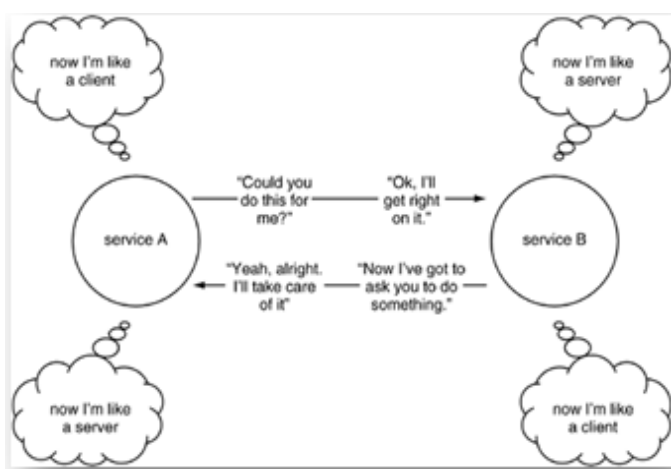 now I'm like
a client
now I'm like
a server
"Could you
do this for
me?"
"Ok, I'll
get right
on it."
service A
service B
"Yeah, alright.
I'll take care
of it"
"Now I've got to
ask you to do
something."
now I'm like
a server
now I'm like
a client